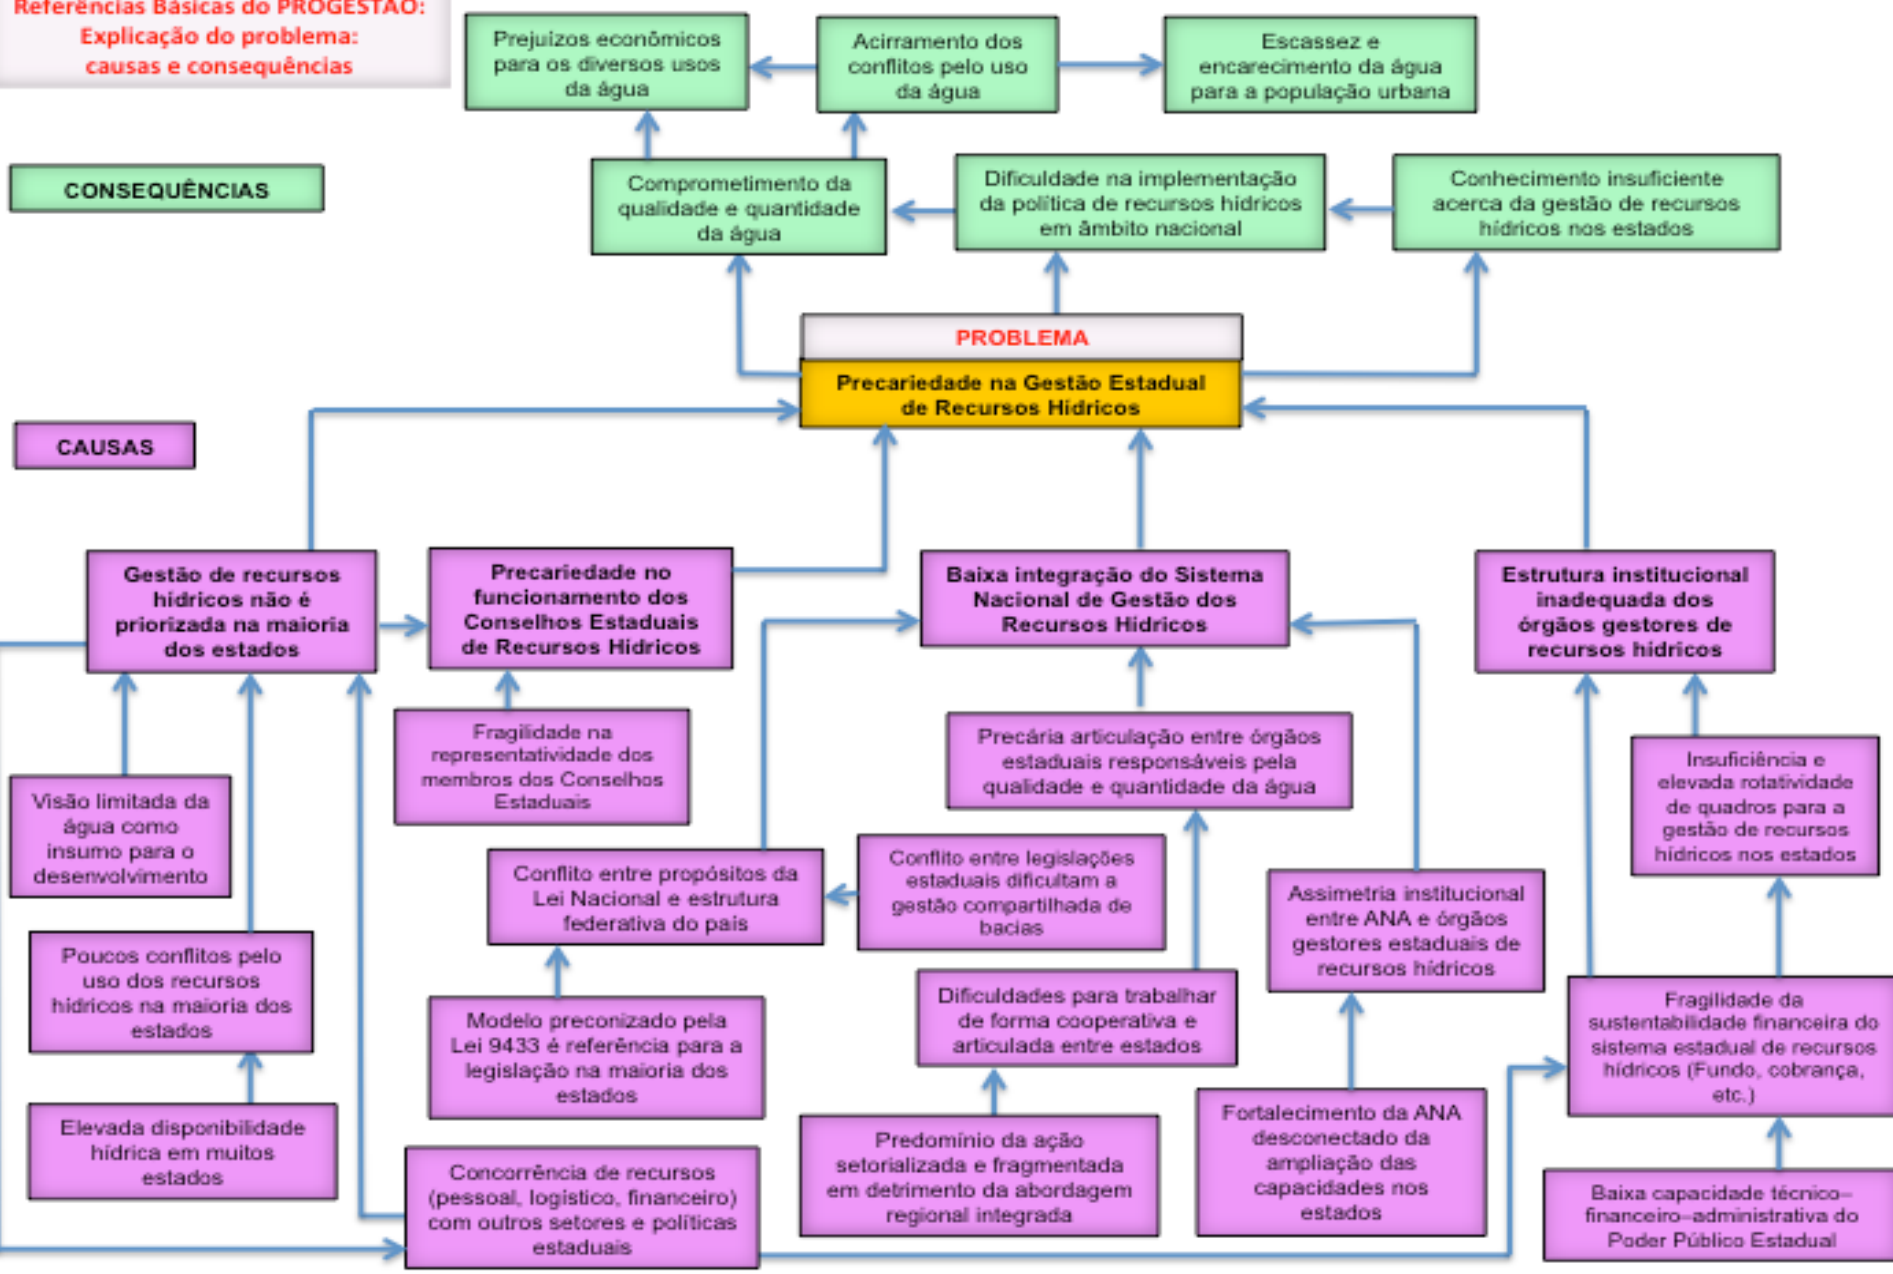 Referências Básicas do PROGESTÃO:
Explicação do problema:
causas e consequências
Prejuízos econômicos
para os diversos usos
da água
Acirramento dos
conflitos pelo uso
da água
Escassez e
encarecimento da água
para a população urbana
CONSEQUÊNCIAS
Comprometimento da
qualidade e quantidade
da água
Dificuldade na implementação
da política de recursos hídricos
em âmbito nacional
Conhecimento insuficiente
acerca da gestão de recursos
hídricos nos estados
PROBLEMA
Precariedade na Gestão Estadual
de Recursos Hídricos
CAUSAS
Gestão de recursos
hídricos não é
priorizada na maioria
dos estados
Precariedade no
funcionamento dos
Conselhos Estaduais
de Recursos Hídricos
Baixa integração do Sistema
Nacional de Gestão dos
Recursos Hídricos
Estrutura institucional
inadequada dos
órgãos gestores de
recursos hídricos
Fragilidade na
representatividade dos
membros dos Conselhos
Estaduais
Precária articulação entre órgãos
estaduais responsáveis pela
qualidade e quantidade da água
Insuficiência e
elevada rotatividade
de quadros para a
gestão de recursos
hídricos nos estados
Visão limitada da
água como
insumo para o
desenvolvimento
Conflito entre propósitos da
Lei Nacional e estrutura
federativa do país
Conflito entre legislações
estaduais dificultam a
gestão compartilhada de
bacias
Assimetria institucional
entre ANA e órgãos
gestores estaduais de
recursos hídricos
Poucos conflitos pelo
uso dos recursos
hídricos na maioria dos
estados
Modelo preconizado pela
Lei 9433 é referência para a
legislação na maioria dos
estados
Dificuldades para trabalhar
de forma cooperativa e
articulada entre estados
Fragilidade da
sustentabilidade financeira do
sistema estadual de recursos
hídricos (Fundo, cobrança,
etc.)
Elevada disponibilidade
hídrica em muitos
estados
Concorrência de recursos
(pessoal, logístico, financeiro)
com outros setores e políticas
estaduais
Predomínio da ação
setorializada e fragmentada
em detrimento da abordagem
regional integrada
Fortalecimento da ANA
desconectado da
ampliação das
capacidades nos
estados
Baixa capacidade técnico–
financeiro–administrativa do
Poder Público Estadual